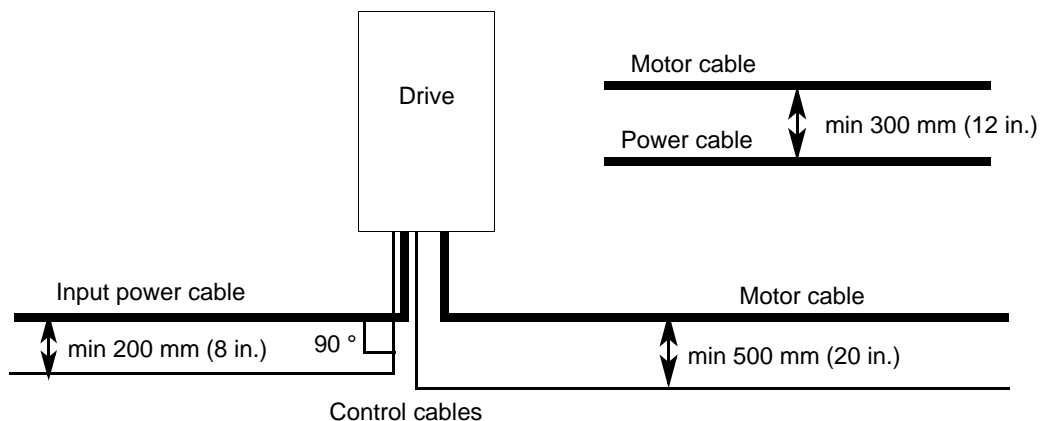 Drive
Motor cable
min 300 mm (12 in.)
Power cable
Input power cable
Motor cable
min 200 mm (8 in.)
90 °
min 500 mm (20 in.)
Control cables